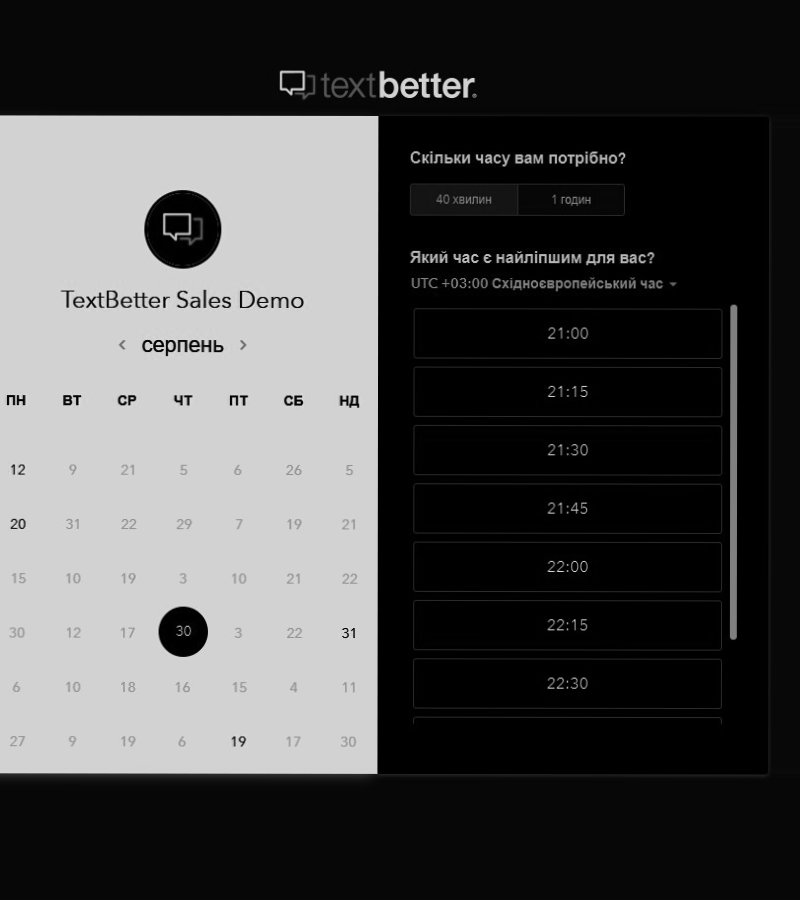 textbetter.
TextBetter Sales Demo
серпень
ПН ВТ СР ЧТ ПТ СБ НД
12 9 21 5 6 26 5
20 31 22 29 7 19 21
15 10 19 3 10 21 22
30 12 17 30 3 22 31
6 10 18 16 15 4 11
27 9 19 6 19 17 30
Скільки часу вам потрібно?
40 хвилин 1 годин
Який час є найліпшим для вас?
UTC +03:00 Східноєвропейський час
21:00
21:15
21:30
21:45
22:00
22:15
22:30